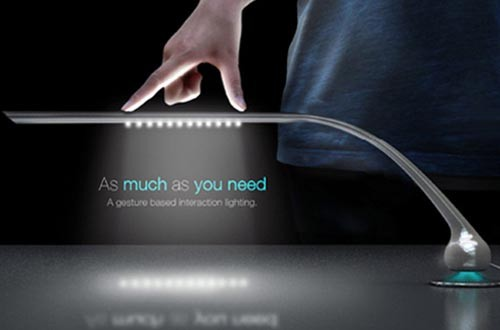 As much as you need
A gesture based interaction lighting.